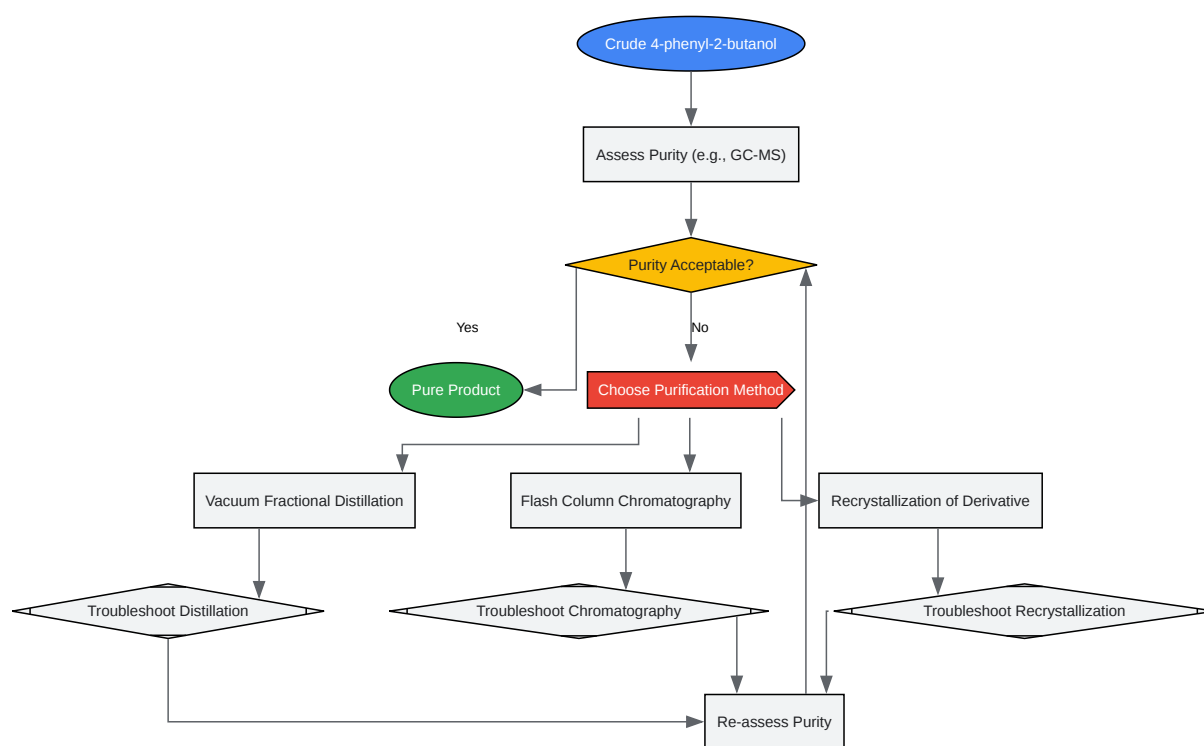 Crude 4-phenyl-2-butanol
Assess Purity (e.g., GC-MS)
Purity Acceptable?
Yes
No
Pure Product
Choose Purification Method
Vacuum Fractional Distillation
Flash Column Chromatography
Recrystallization of Derivative
Troubleshoot Distillation
Troubleshoot Chromatography
Troubleshoot Recrystallization
Re-assess Purity